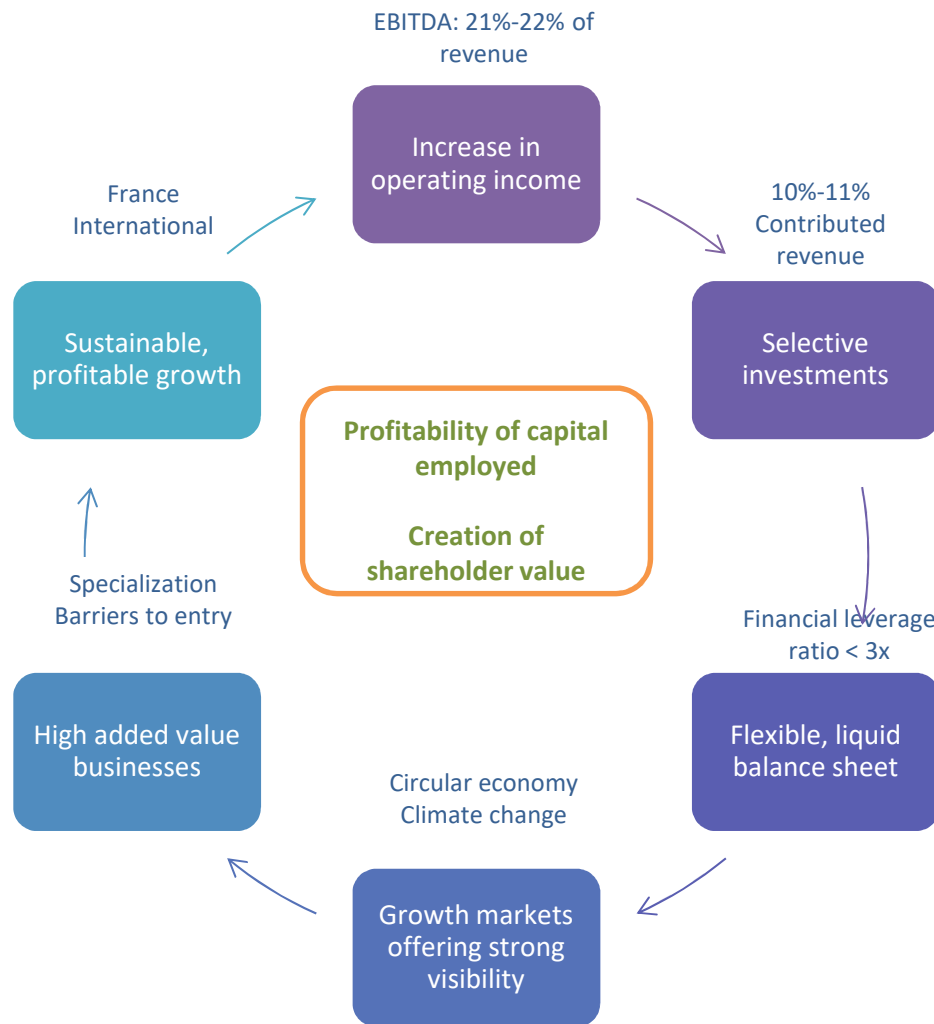 EBITDA: 21%-22% of
revenue
Increase in
operating income
France
International
10%-11%
Contributed
revenue
Sustainable,
profitable growth
Selective
investments
Profitability of capital
employed
Creation of
shareholder value
Specialization
Barriers to entry
Financial leverage
ratio < 3x
High added value
businesses
Flexible, liquid
balance sheet
Circular economy
Climate change
Growth markets
offering strong
visibility